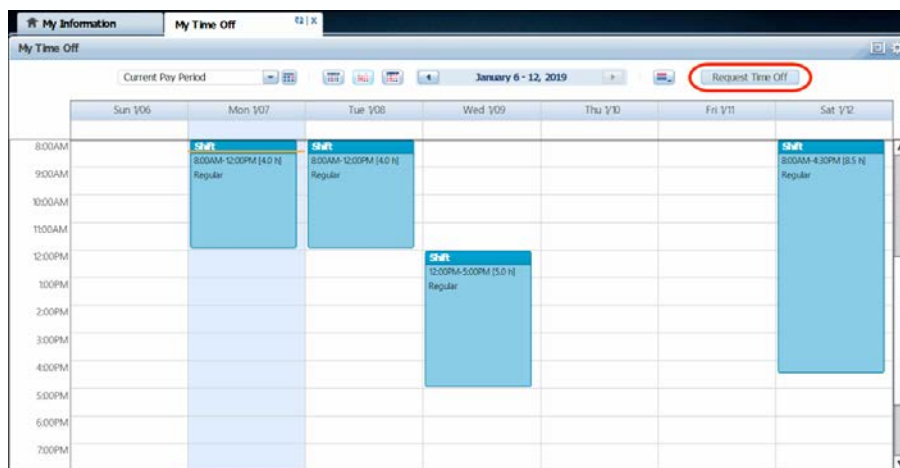 My Information
My Time Off
My Time Off
Current Pay Period
January 6 - 12, 2019
Request Time Off
Sun 1/06
Mon 1/07
Tue 1/08
Wed 1/09
Thu 1/10
Fri 1/11
Sat 1/12
8:00AM
9:00AM
10:00AM
11:00AM
12:00PM
1:00PM
2:00PM
3:00PM
4:00PM
5:00PM
6:00PM
7:00PM
Shift
8:00AM-12:00PM [4.0 h]
Regular
Shift
8:00AM-12:00PM [4.0 h]
Regular
Shift
12:00PM-5:00PM [5.0 h]
Regular
Shift
8:00AM-4:30PM [8.5 h]
Regular